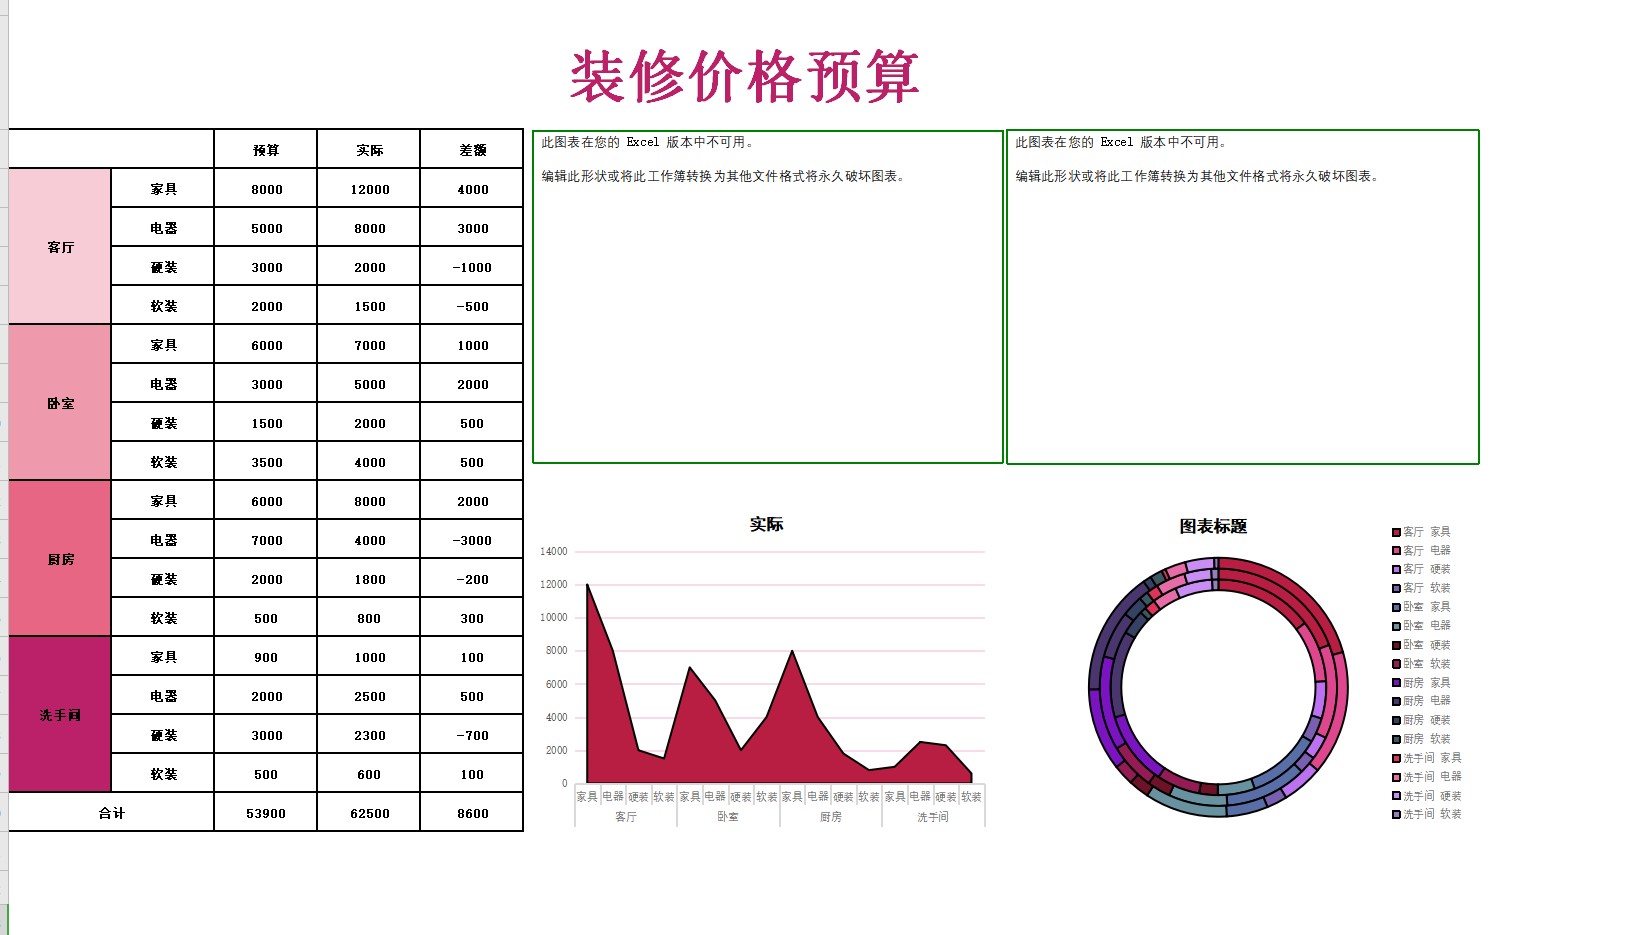 装修价格预算
预算 实际 差额
客厅
家具 8000 12000 4000
电器 5000 8000 3000
硬装 3000 2000 -1000
软装 2000 1500 -500
卧室
家具 6000 7000 1000
电器 3000 5000 2000
硬装 1500 2000 500
软装 3500 4000 500
厨房
家具 6000 8000 2000
电器 7000 4000 -3000
硬装 2000 1800 -200
软装 500 800 300
洗手间
家具 900 1000 100
电器 2000 2500 500
硬装 3000 2300 -700
软装 500 600 100
合计 53900 62500 8600
此图表在您的 Excel 版本中不可用。
编辑此形状或将此工作簿转换为其他文件格式将永久破坏图表。
此图表在您的 Excel 版本中不可用。
编辑此形状或将此工作簿转换为其他文件格式将永久破坏图表。
实际
14000
12000
10000
8000
6000
4000
2000
0
家具 电器 硬装 软装 家具 电器 硬装 软装 家具 电器 硬装 软装 家具 电器 硬装 软装
客厅 卧室 厨房 洗手间
图表标题
客厅 家具
客厅 电器
客厅 硬装
客厅 软装
卧室 家具
卧室 电器
卧室 硬装
卧室 软装
厨房 家具
厨房 电器
厨房 硬装
厨房 软装
洗手间 家具
洗手间 电器
洗手间 硬装
洗手间 软装